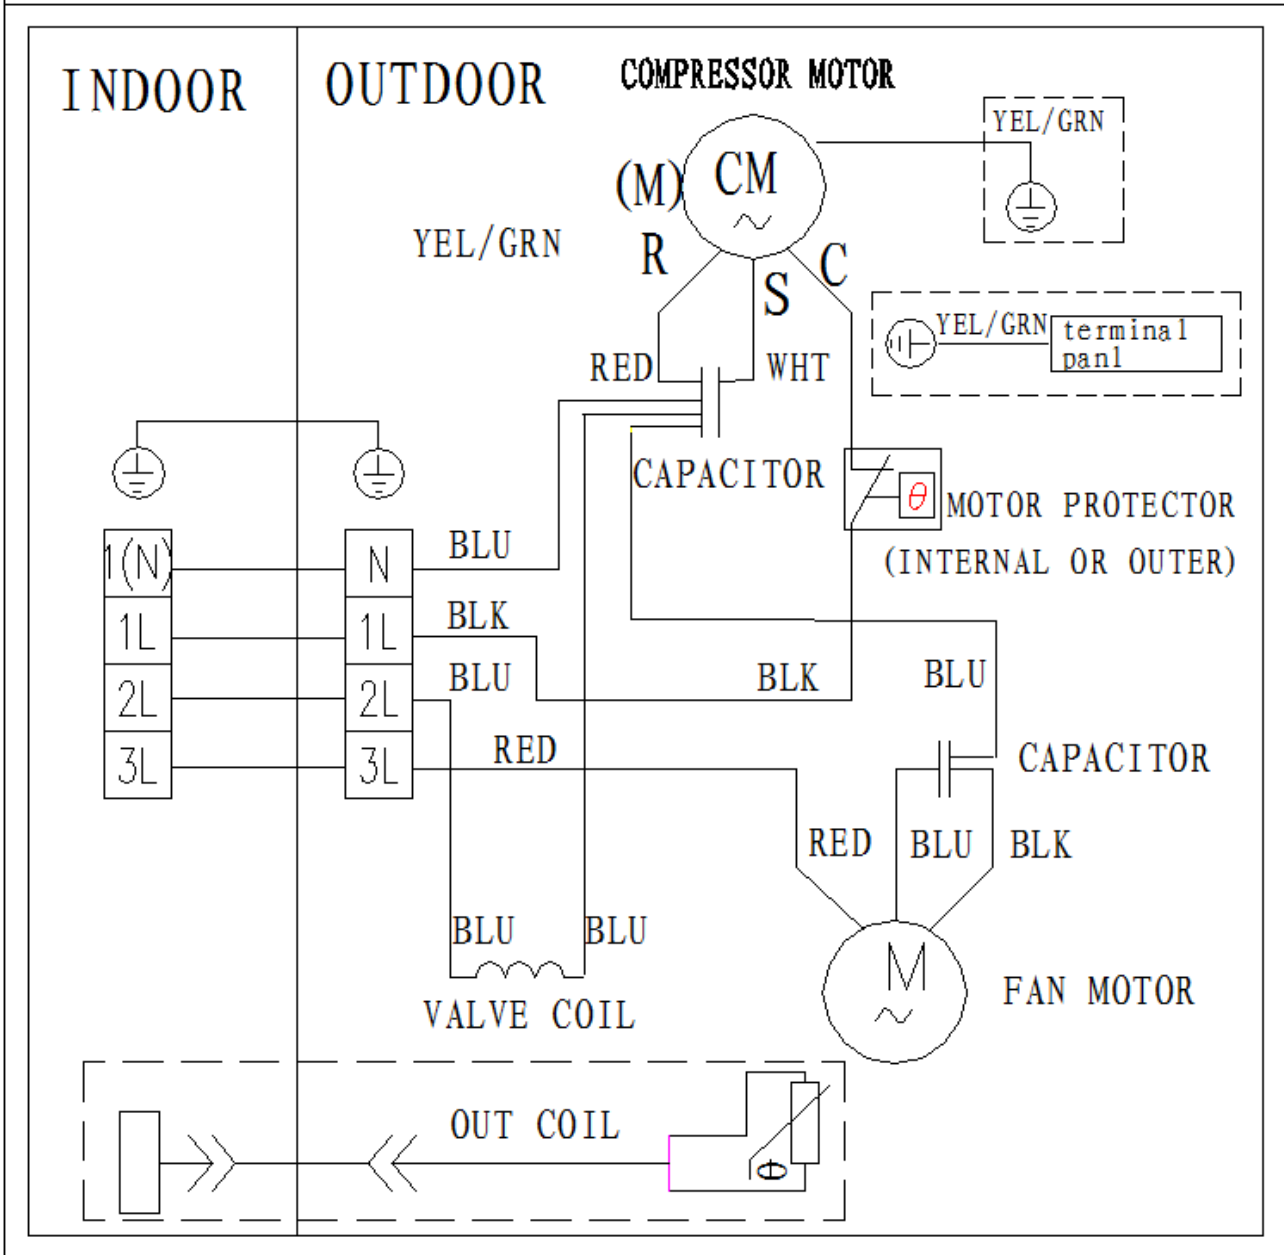 INDOOR
OUTDOOR
COMPRESSOR MOTOR
YEL/GRN
(M)
CM
YEL/GRN
R
S
C
YEL/GRN
terminal
panl
RED
WHT
CAPACITOR
θ
MOTOR PROTECTOR
(INTERNAL OR OUTER)
1(N)
N
BLU
1L
1L
BLK
2L
2L
BLU
BLK
BLU
3L
3L
RED
CAPACITOR
RED
BLU
BLK
BLU
BLU
M
FAN MOTOR
VALVE COIL
OUT COIL
θ